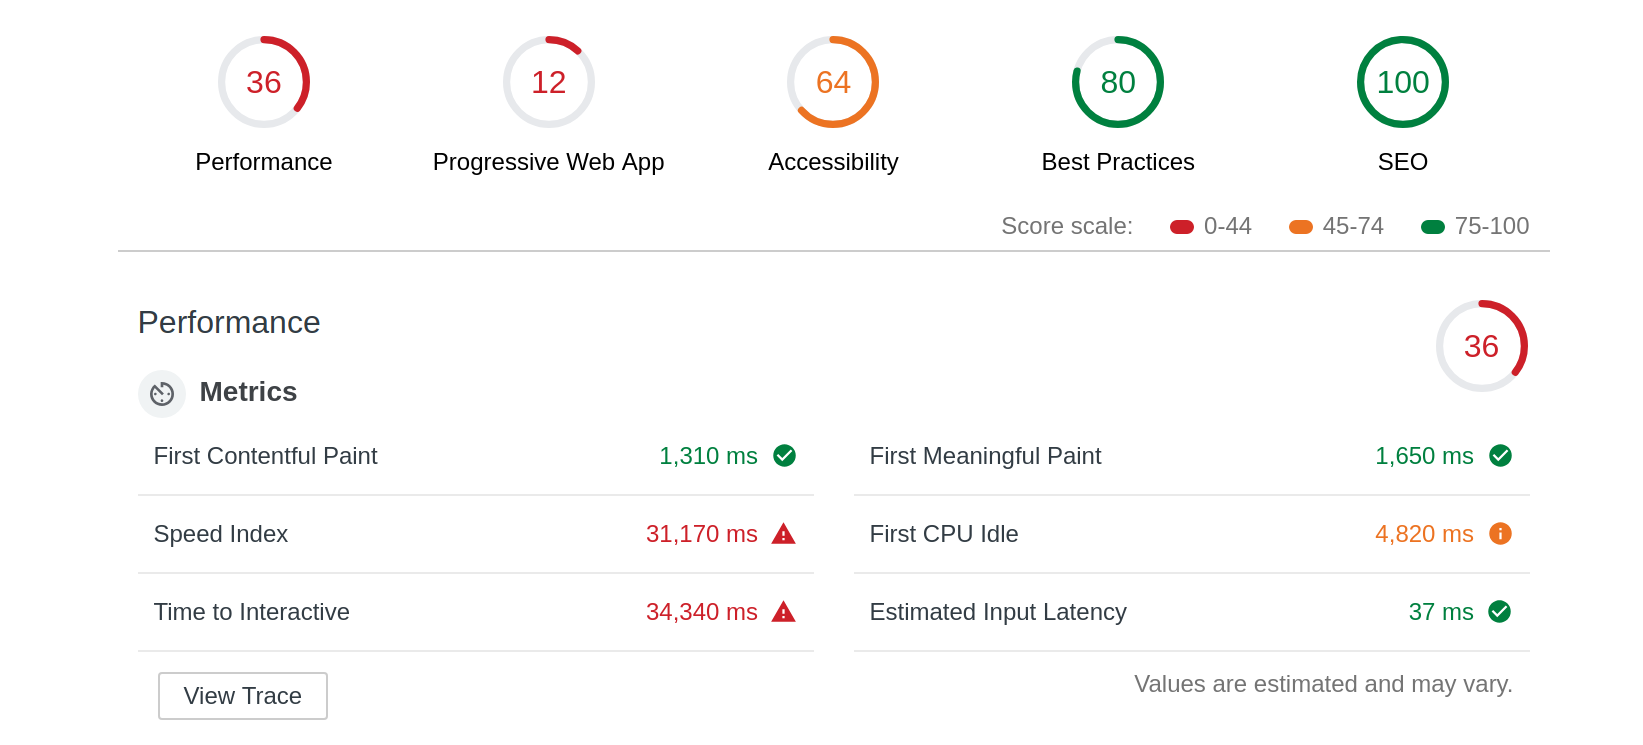 36
12
64
80
100
Performance
Progressive Web App
Accessibility
Best Practices
SEO
Score scale: 0-44 45-74 75-100
Performance
36
Metrics
First Contentful Paint 1,310 ms
First Meaningful Paint 1,650 ms
Speed Index 31,170 ms
First CPU Idle 4,820 ms
Time to Interactive 34,340 ms
Estimated Input Latency 37 ms
View Trace
Values are estimated and may vary.